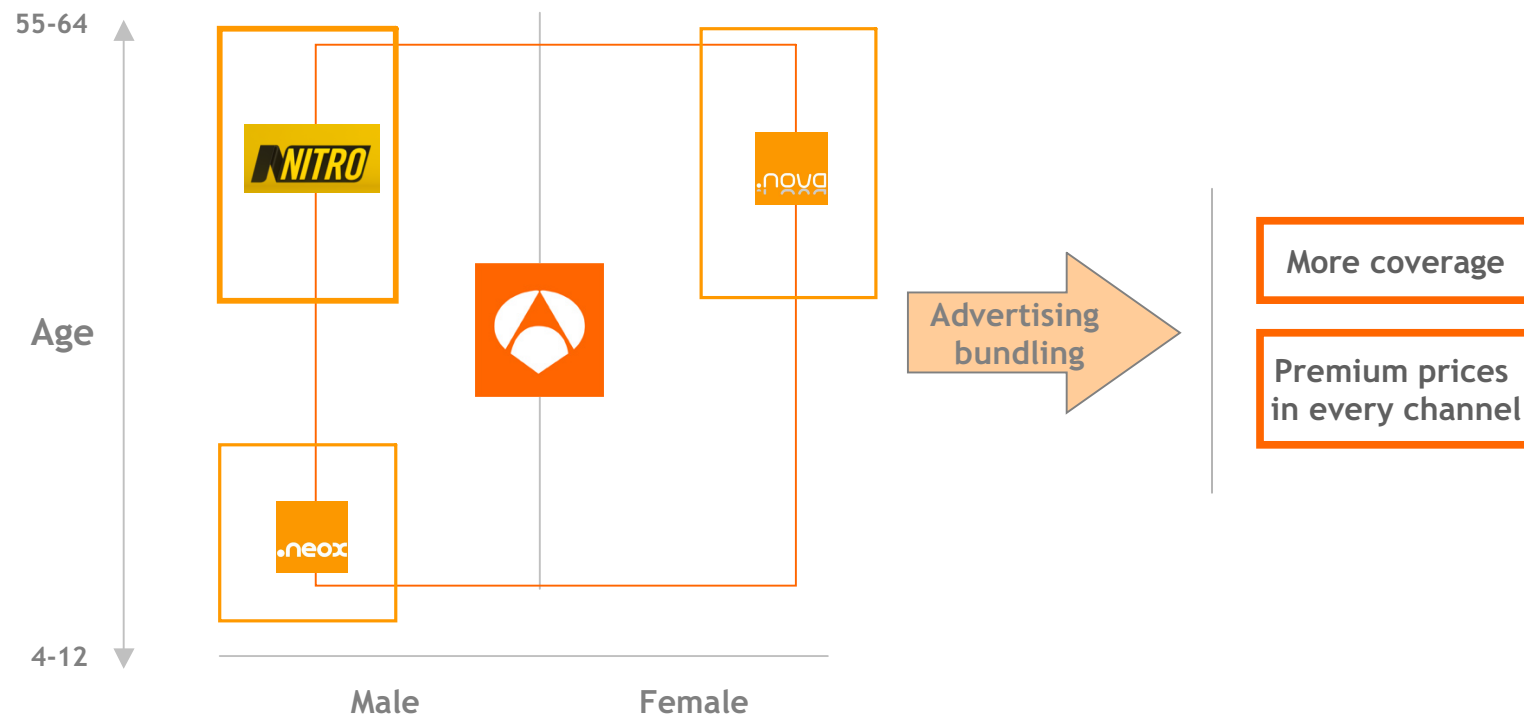 55-64
NITRO
.nova
More coverage
Advertising
bundling
Age
Premium prices
in every channel
.neox
4-12
Male
Female